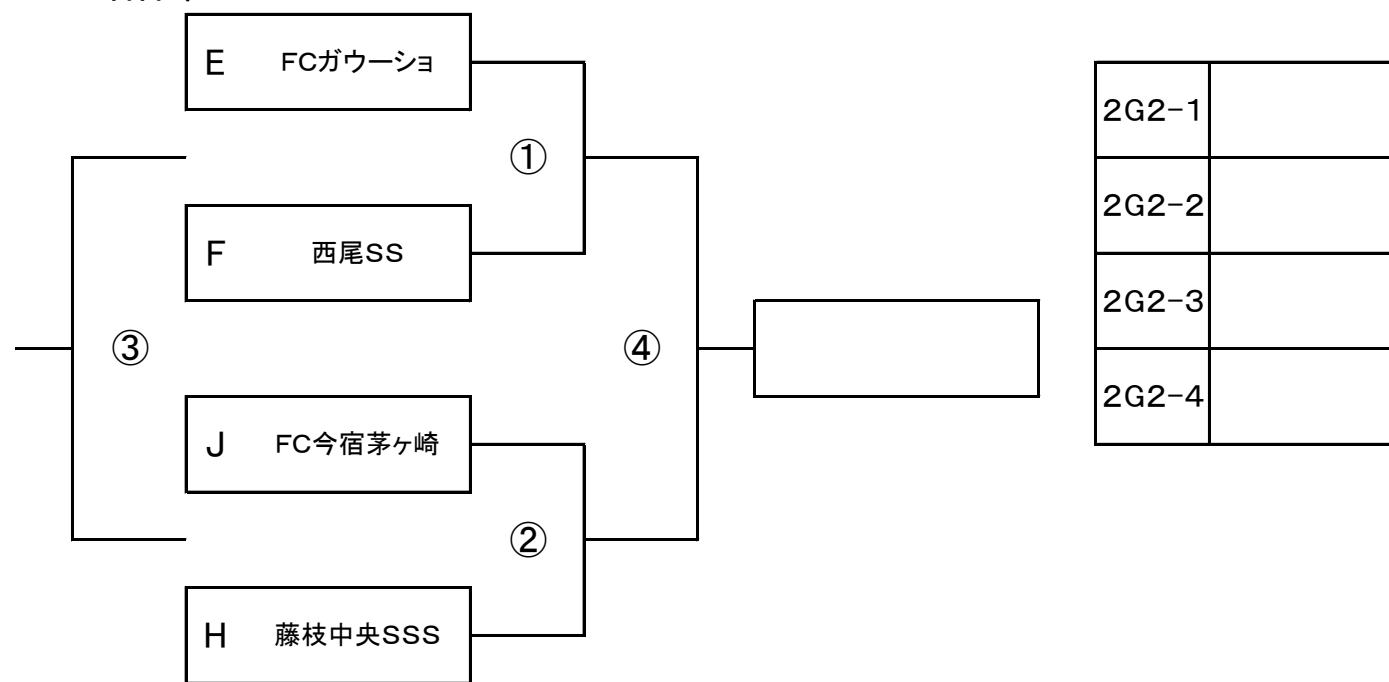 E FCガウーショ
①
F 西尾SS
③
④
J FC今宿茅ヶ崎
②
H 藤枝中央SSS
2G2-1
2G2-2
2G2-3
2G2-4